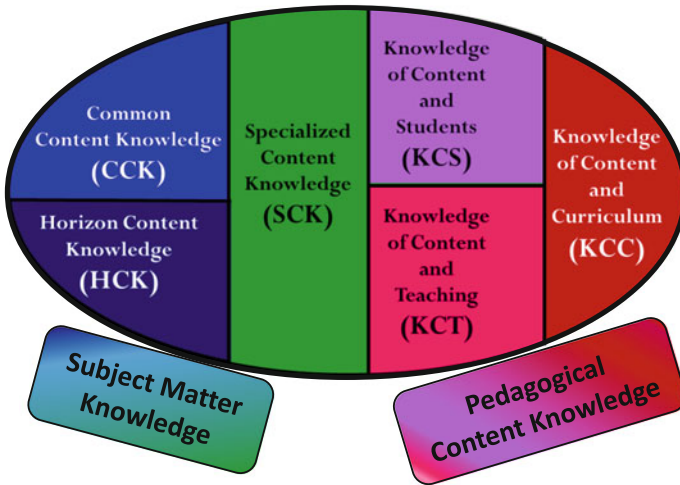 Common
Content Knowledge
(CCK)
Horizon Content
Knowledge
(HCK)
Specialized
Content
Knowledge
(SCK)
Knowledge
of Content
and
Students
(KCS)
Knowledge
of Content
and
Teaching
(KCT)
Knowledge
of Content
and
Curriculum
(KCC)
Subject Matter
Knowledge
Pedagogical
Content Knowledge